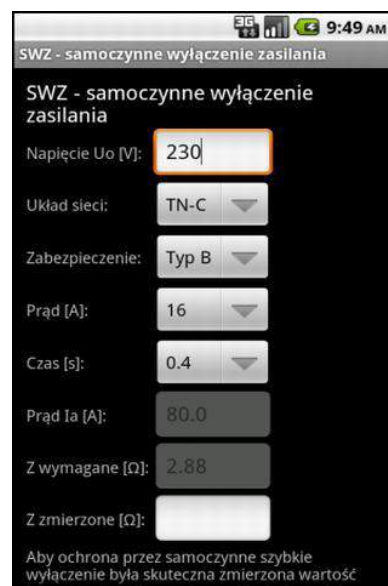 3G 9:49 AM
SWZ - samoczynne wyłączenie zasilania
SWZ - samoczynne wyłączenie
zasilania
Napięcie Uo [V]: 230
Układ sieci: TN-C
Zabezpieczenie: Typ B
Prąd [A]: 16
Czas [s]: 0.4
Prąd Ia [A]: 80.0
Z wymagane [Ω]: 2.88
Z zmierzone [Ω]:
Aby ochrona przez samoczynne szybkie
wyłączenie była skuteczna zmierzona wartość